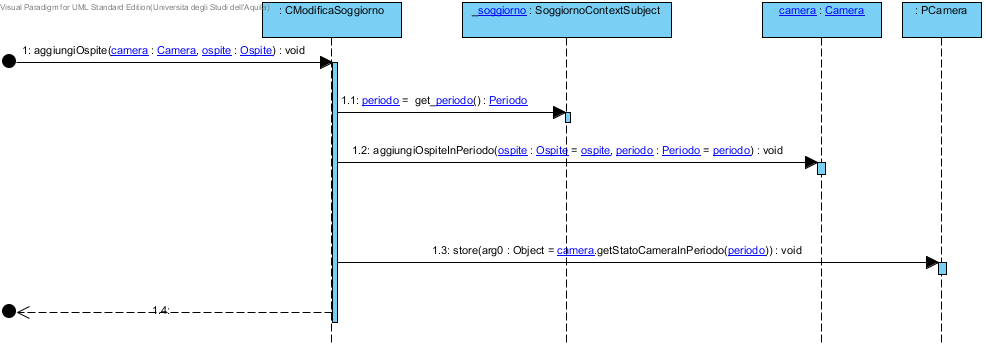 Visual Paradigm for UML Standard Edition(Universita degli Studi dell'Aquila)
: CModificaSoggiorno
_soggiorno : SoggiornoContextSubject
camera : Camera
: PCamera
1: aggiungiOspite(camera : Camera, ospite : Ospite) : void
1.1: periodo = get_periodo() : Periodo
1.2: aggiungiOspiteInPeriodo(ospite : Ospite = ospite, periodo : Periodo = periodo) : void
1.3: store(arg0 : Object = camera.getStatoCameraInPeriodo(periodo)) : void
1.4: